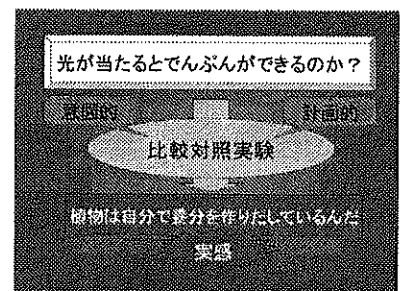 光が当たるとでんぷんができるのか？
意図的 計画的
比較対照実験
植物は自分で養分を作りだしているんだ
実感